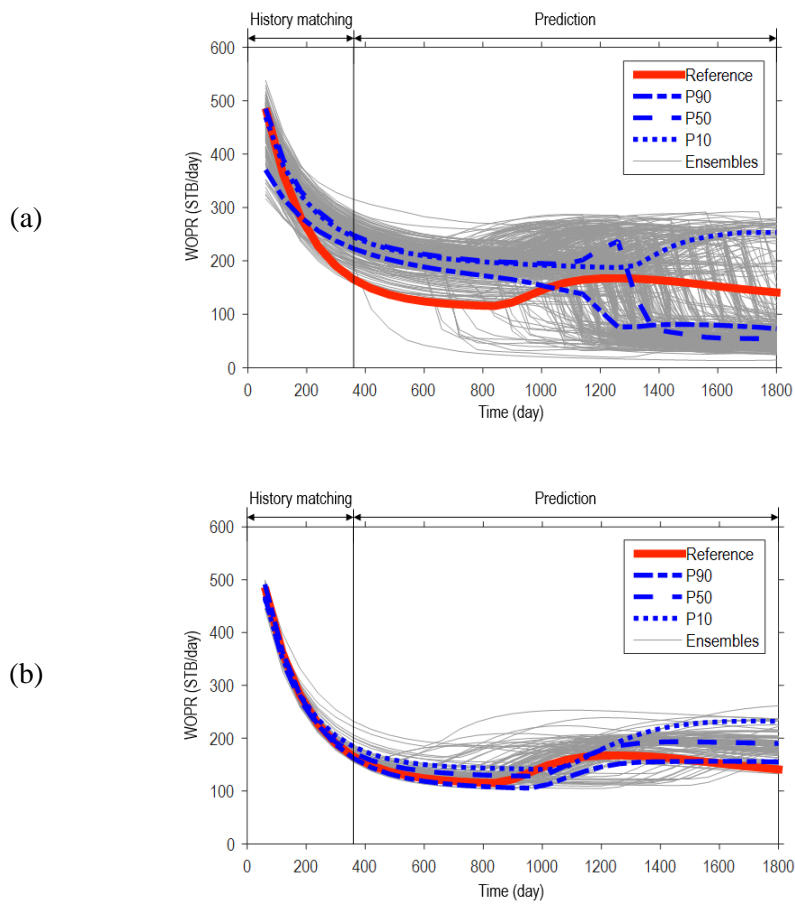 History matching Prediction
600
500
400
300
200
100
0
WOPR (STB/day)
Reference
P90
P50
P10
Ensembles
(a)
0 200 400 600 800 1000 1200 1400 1600 1800
Time (day)
History matching Prediction
600
500
400
300
200
100
0
WOPR (STB/day)
Reference
P90
P50
P10
Ensembles
(b)
0 200 400 600 800 1000 1200 1400 1600 1800
Time (day)